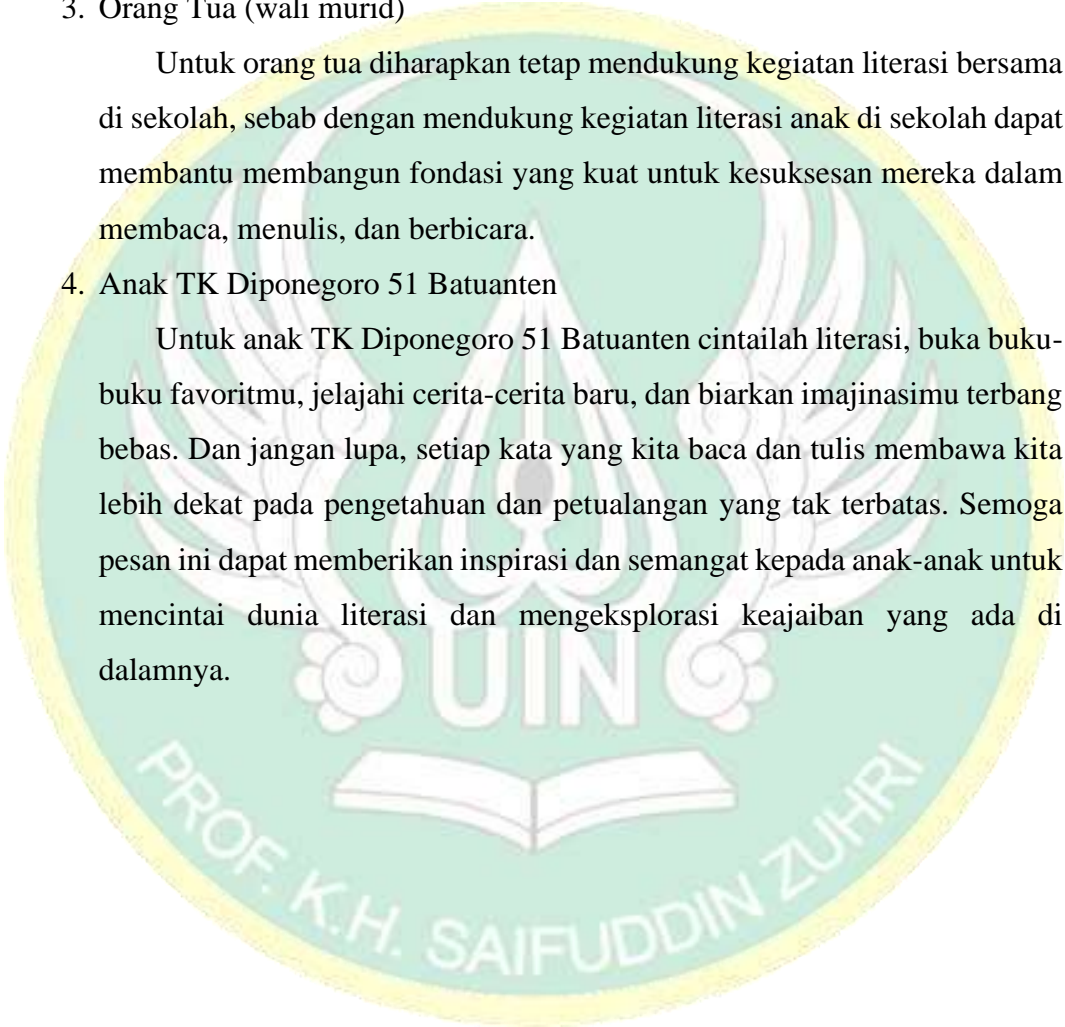 3. Orang Tua (wali murid)
Untuk orang tua diharapkan tetap mendukung kegiatan literasi bersama
di sekolah, sebab dengan mendukung kegiatan literasi anak di sekolah dapat
membantu membangun fondasi yang kuat untuk kesuksesan mereka dalam
membaca, menulis, dan berbicara.
4. Anak TK Diponegoro 51 Batuanten
Untuk anak TK Diponegoro 51 Batuanten cintailah literasi, buka buku-
buku favoritmu, jelajahi cerita-cerita baru, dan biarkan imajinasimu terbang
bebas. Dan jangan lupa, setiap kata yang kita baca dan tulis membawa kita
lebih dekat pada pengetahuan dan petualangan yang tak terbatas. Semoga
pesan ini dapat memberikan inspirasi dan semangat kepada anak-anak untuk
mencintai dunia literasi dan mengeksplorasi keajaiban yang ada di
dalamnya.
UIN
PROF. K.H. SAIFUDDIN ZUHRI